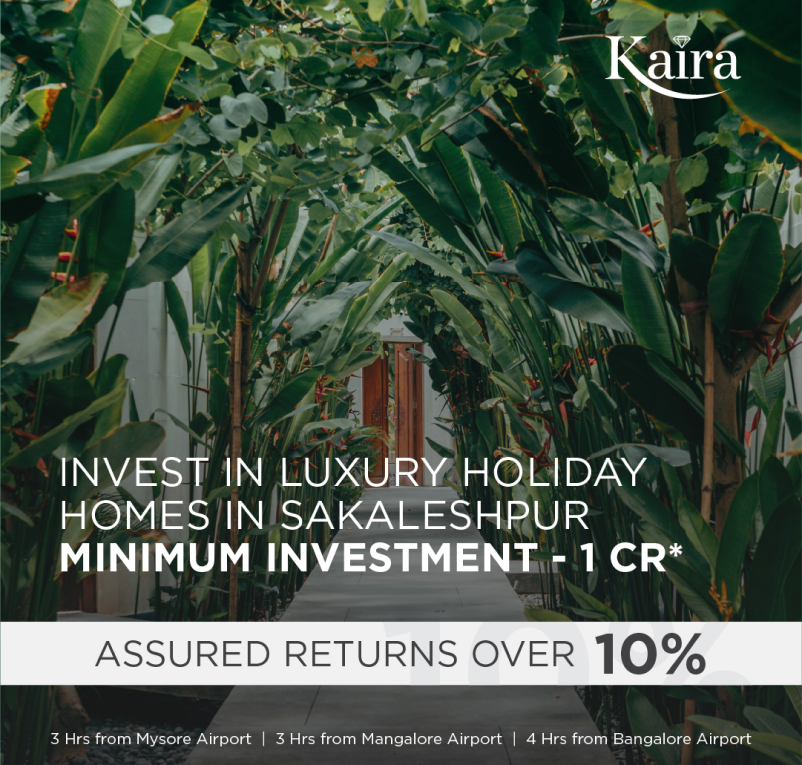 Kaira
INVEST IN LUXURY HOLIDAY
HOMES IN SAKALESHPUR
MINIMUM INVESTMENT - 1 CR*
ASSURED RETURNS OVER 10%
3 Hrs from Mysore Airport | 3 Hrs from Mangalore Airport | 4 Hrs from Bangalore Airport